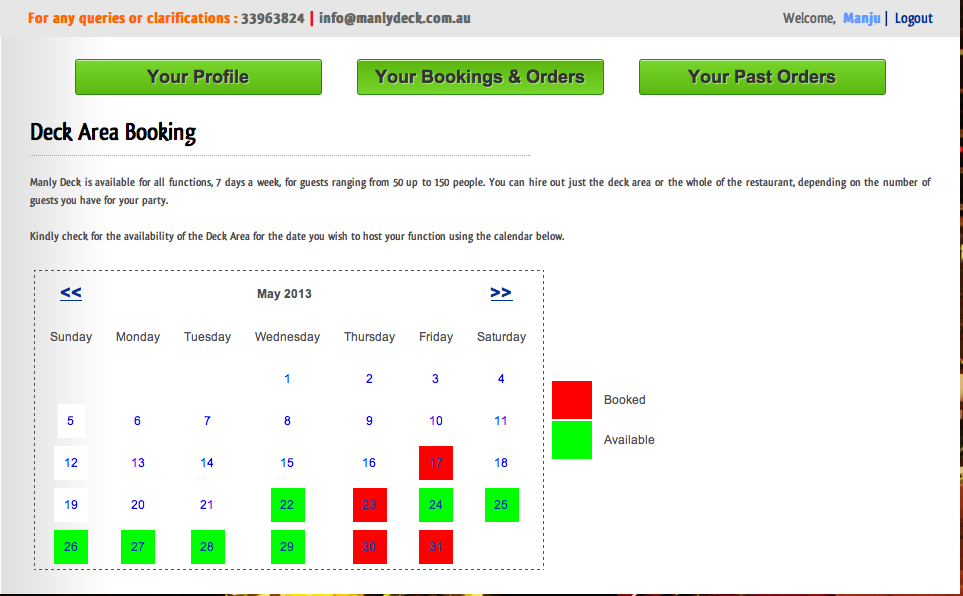 For any queries or clarifications : 33963824 | info@manlydeck.com.au Welcome, Manju | Logout
Your Profile Your Bookings & Orders Your Past Orders
Deck Area Booking
Manly Deck is available for all functions, 7 days a week, for guests ranging from 50 up to 150 people. You can hire out just the deck area or the whole of the restaurant, depending on the number of
guests you have for your party.
Kindly check for the availability of the Deck Area for the date you wish to host your function using the calendar below.
<< May 2013 >>
Sunday Monday Tuesday Wednesday Thursday Friday Saturday
1 2 3 4
5 6 7 8 9 10 11
12 13 14 15 16 17 18
19 20 21 22 23 24 25
26 27 28 29 30 31
Booked
Available